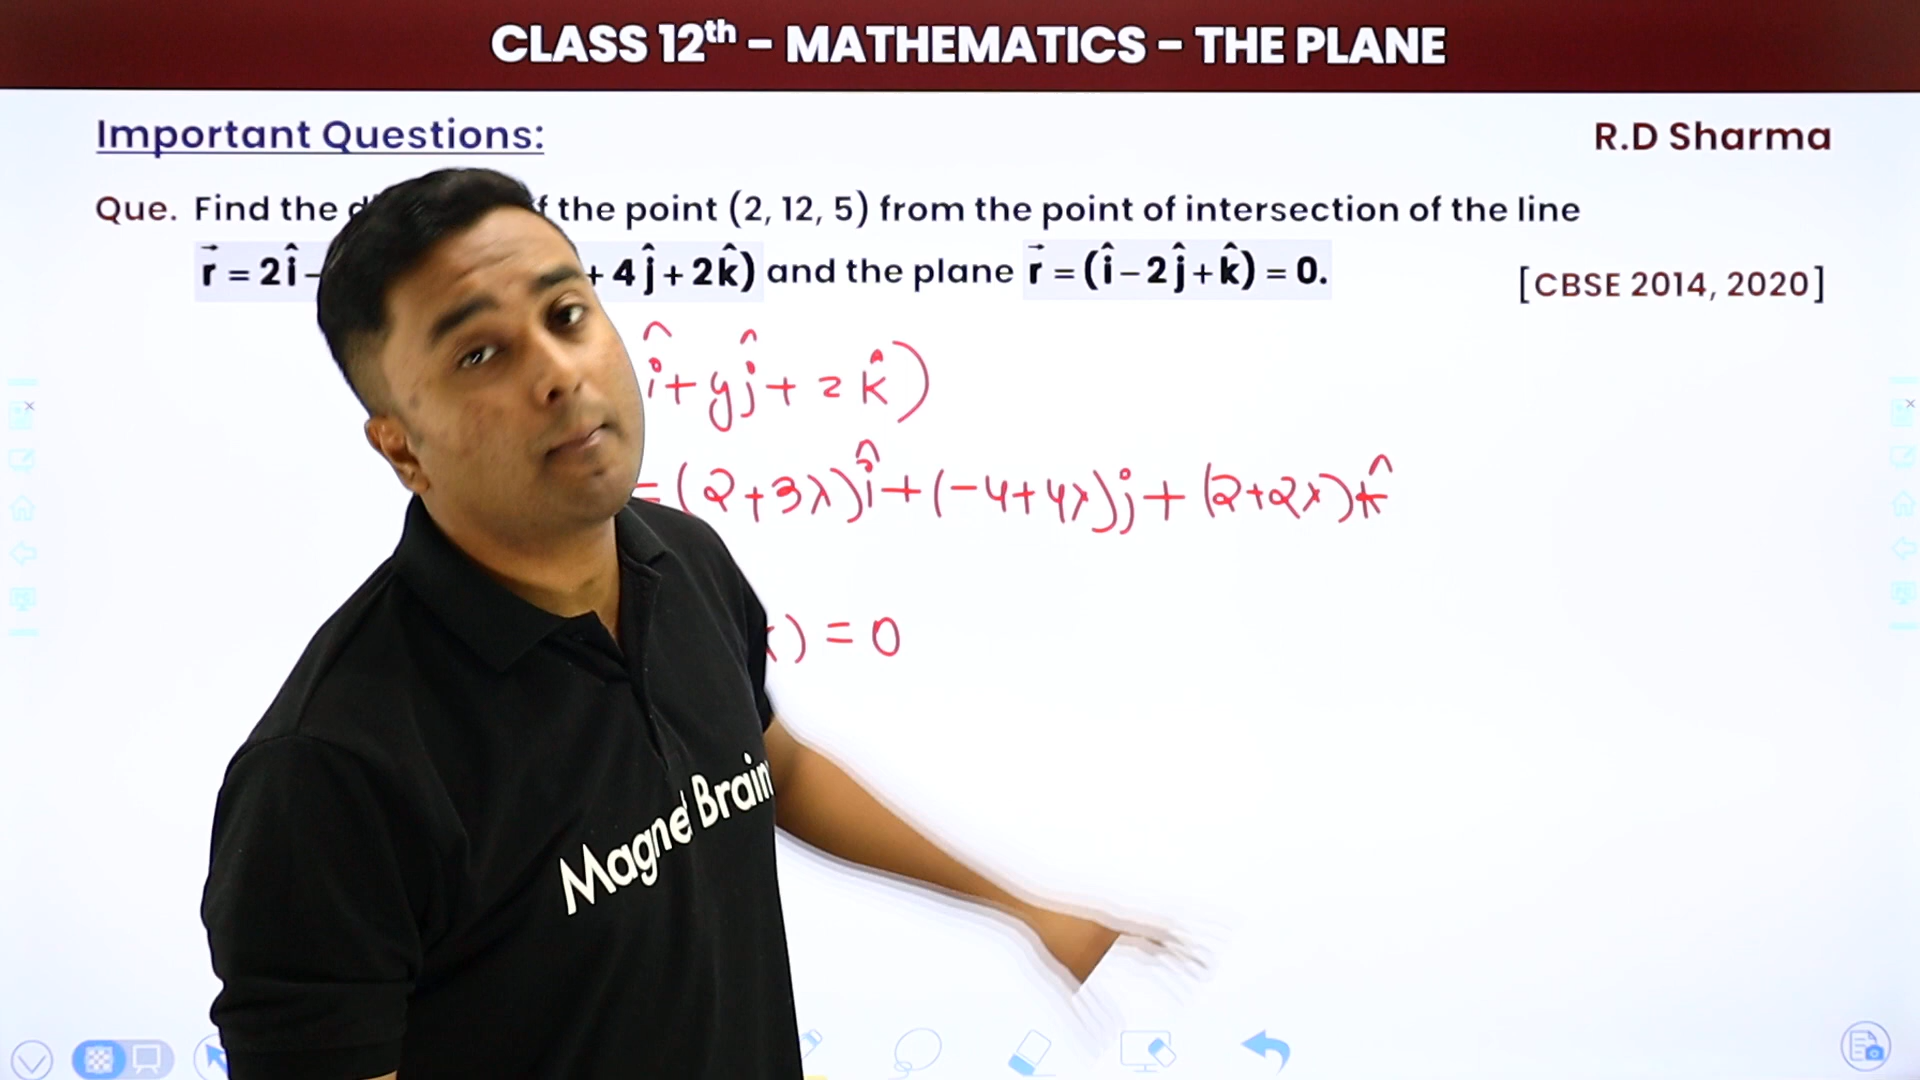 CLASS 12th – MATHEMATICS – THE PLANE
Important Questions:
R.D Sharma
Que. Find the the point (2, 12, 5) from the point of intersection of the line
r⃗ = 2î – + 4ĵ + 2k̂) and the plane r⃗ = (î – 2ĵ + k̂) = 0.
[CBSE 2014, 2020]
î + yĵ + zk̂)
= (2+3λ)î + (-4+4λ)j + (2+2λ)k̂
) = 0
Magnet Brain